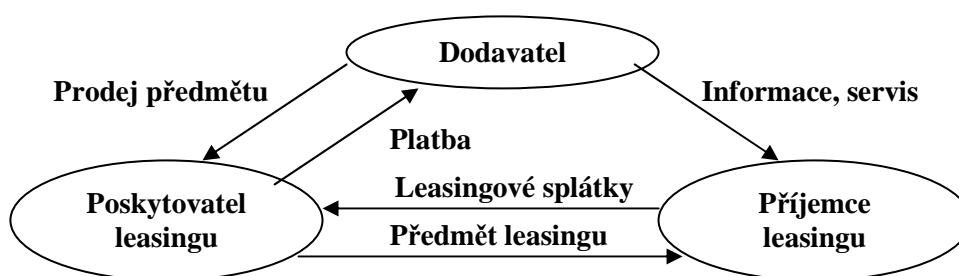 Dodavatel
Prodej předmětu
Informace, servis
Platba
Poskytovatel
leasingu
Leasingové splátky
Předmět leasingu
Příjemce
leasingu